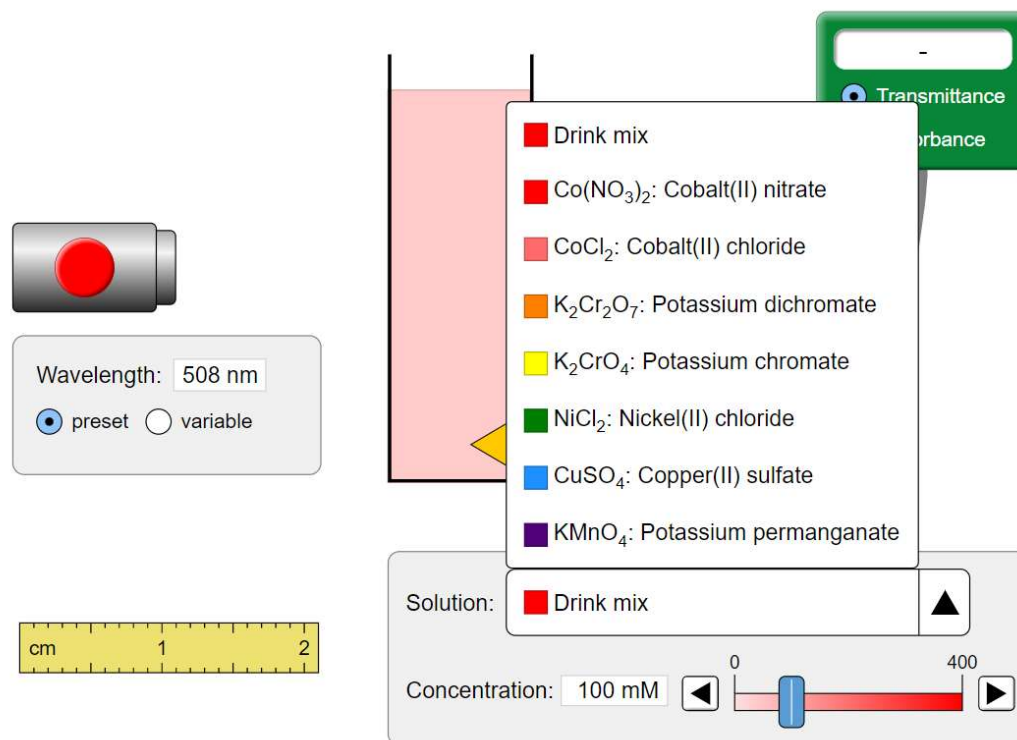 -
Transmittance
orbance
Drink mix
Co(NO₃)₂: Cobalt(II) nitrate
CoCl₂: Cobalt(II) chloride
K₂Cr₂O₇: Potassium dichromate
K₂CrO₄: Potassium chromate
NiCl₂: Nickel(II) chloride
CuSO₄: Copper(II) sulfate
KMnO₄: Potassium permanganate
Wavelength: 508 nm
preset variable
cm 1 2
Solution: Drink mix
0 400
Concentration: 100 mM